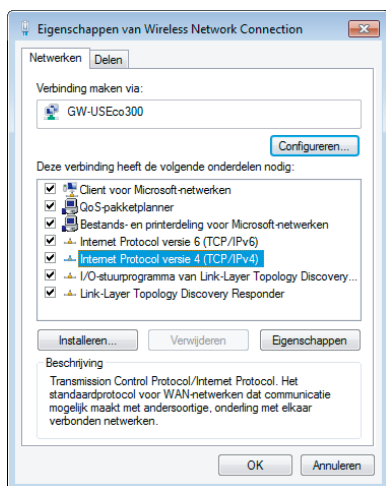 Eigenschappen van Wireless Network Connection
Netwerken Delen
Verbinding maken via:
GW-USEco300
Configureren...
Deze verbinding heeft de volgende onderdelen nodig:
Client voor Microsoft-netwerken
QoS-pakketplanner
Bestands- en printerdeling voor Microsoft-netwerken
Internet Protocol versie 6 (TCP/IPv6)
Internet Protocol versie 4 (TCP/IPv4)
I/O-stuurprogramma van Link-Layer Topology Discovery...
Link-Layer Topology Discovery Responder
Installeren... Verwijderen Eigenschappen
Beschrijving
Transmission Control Protocol/Internet Protocol. Het
standaardprotocol voor WAN-netwerken dat communicatie
mogelijk maakt met andersoortige, onderling met elkaar
verbonden netwerken.
OK Annuleren